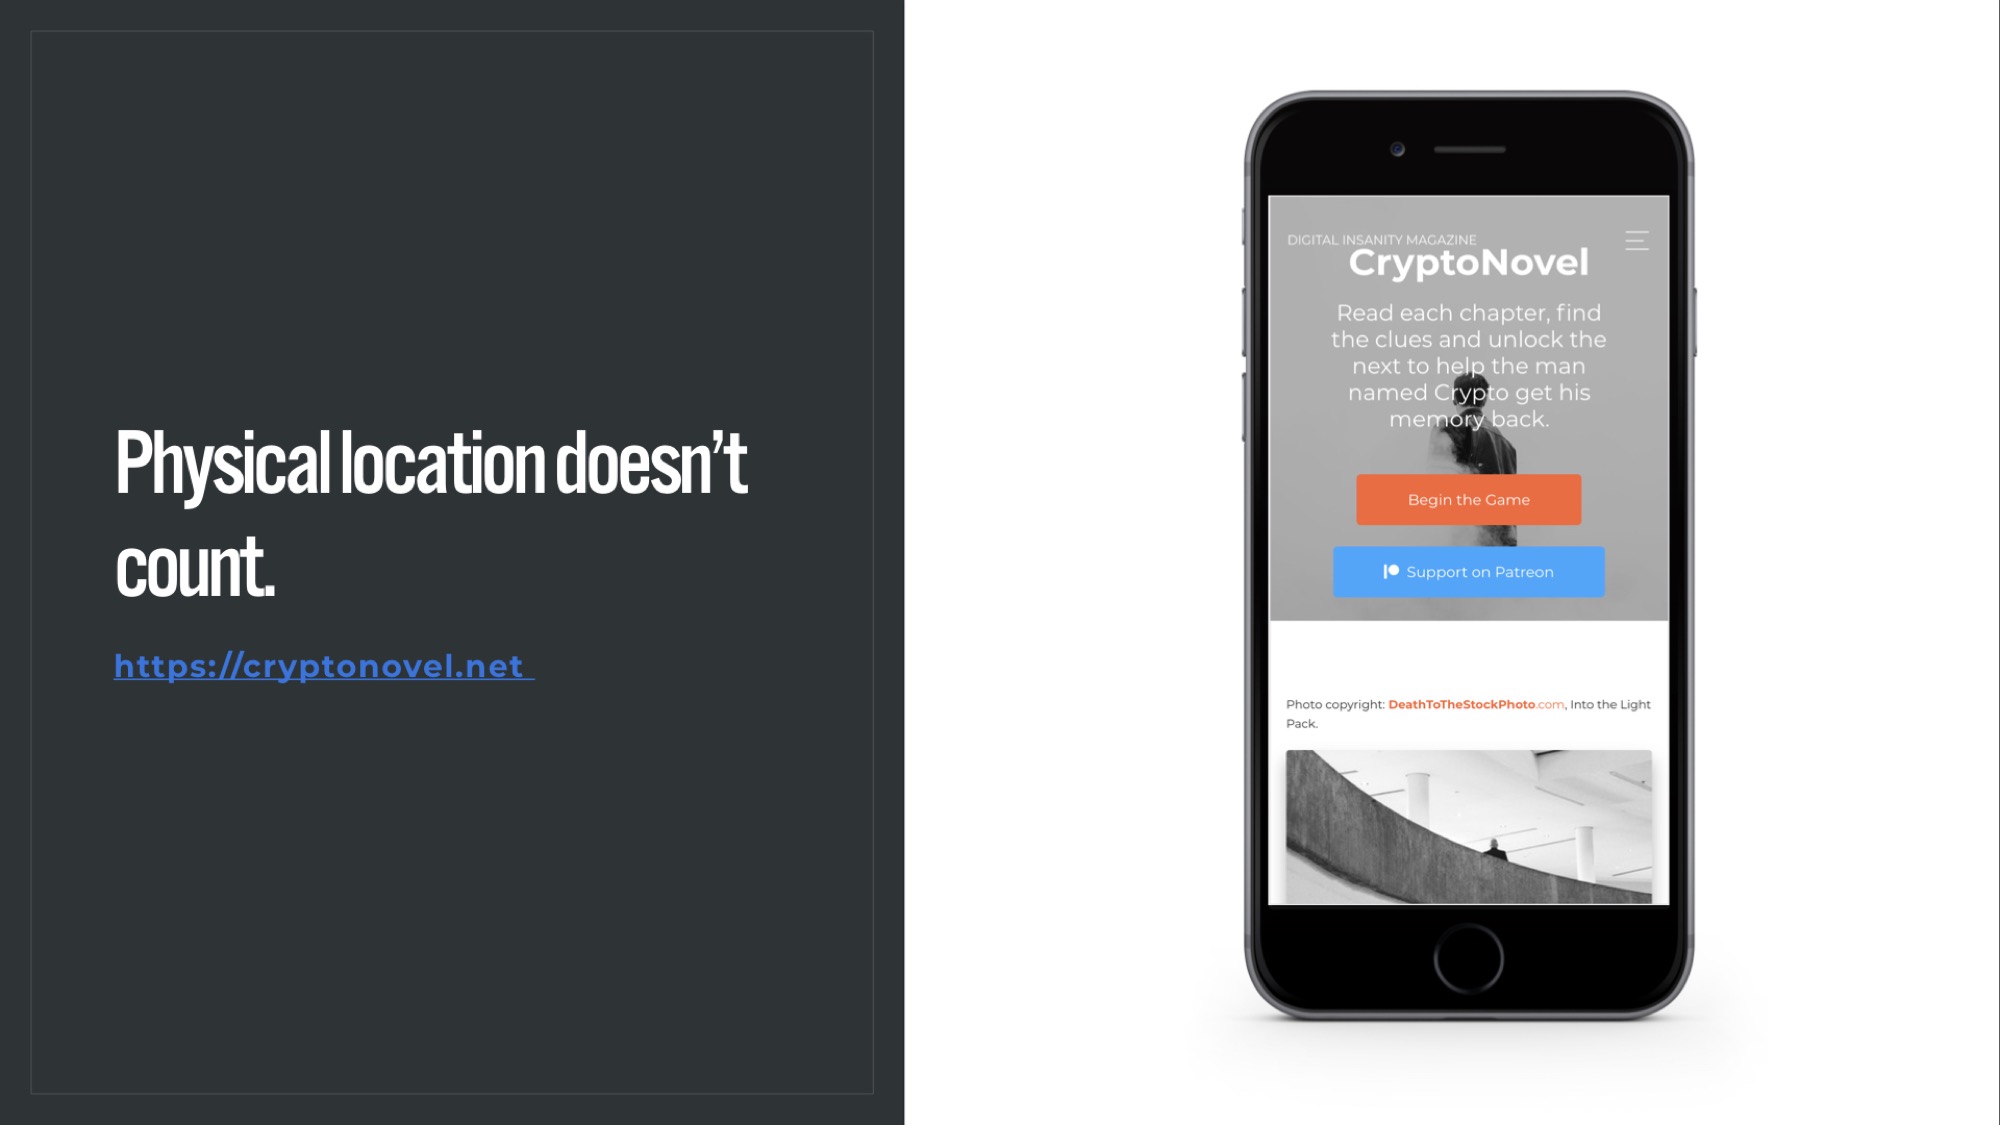 Physical location doesn’t
count.
https://cryptonovel.net
DIGITAL INSANITY MAGAZINE
CryptoNovel
Read each chapter, find
the clues and unlock the
next to help the man
named Crypto get his
memory back.
Begin the Game
Support on Patreon
Photo copyright: DeathToTheStockPhoto.com, Into the Light
Pack.